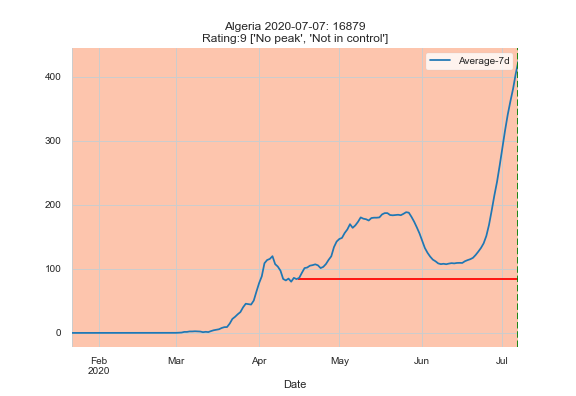 Algeria 2020-07-07: 16879
Rating:9 ['No peak', 'Not in control']
Average-7d
400
300
200
100
0
Feb
2020
Mar
Apr
May
Jun
Jul
Date